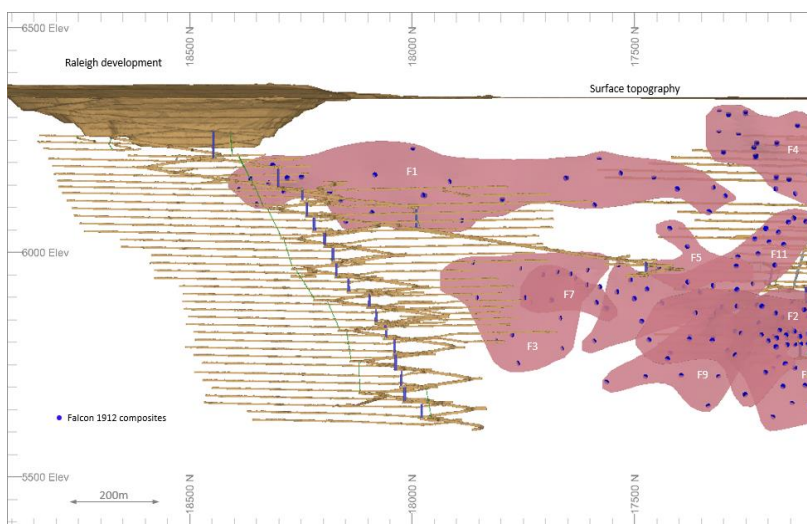 6500 Elev
18500 N
18000 N
17500 N
Raleigh development
Surface topography
F4
F1
6000 Elev
F5
F11
F7
F2
F3
F9
F
Falcon 1912 composites
5500 Elev
200m
18500 N
18000 N
17500 N